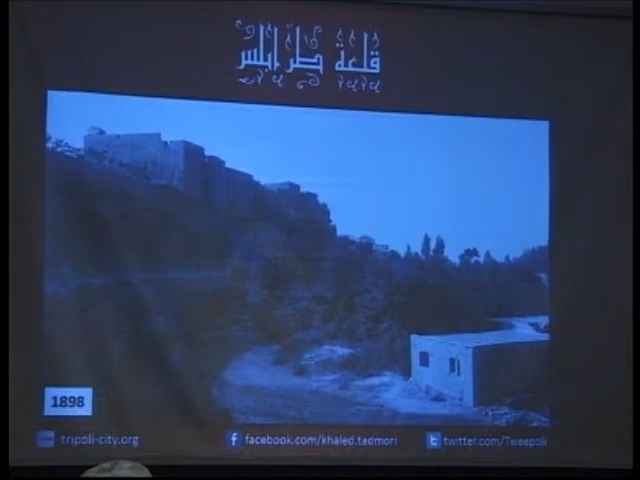 قلعة طرابلس
1898
tripoli-city.org
facebook.com/khaled.tadmori
twitter.com/Tweepoli